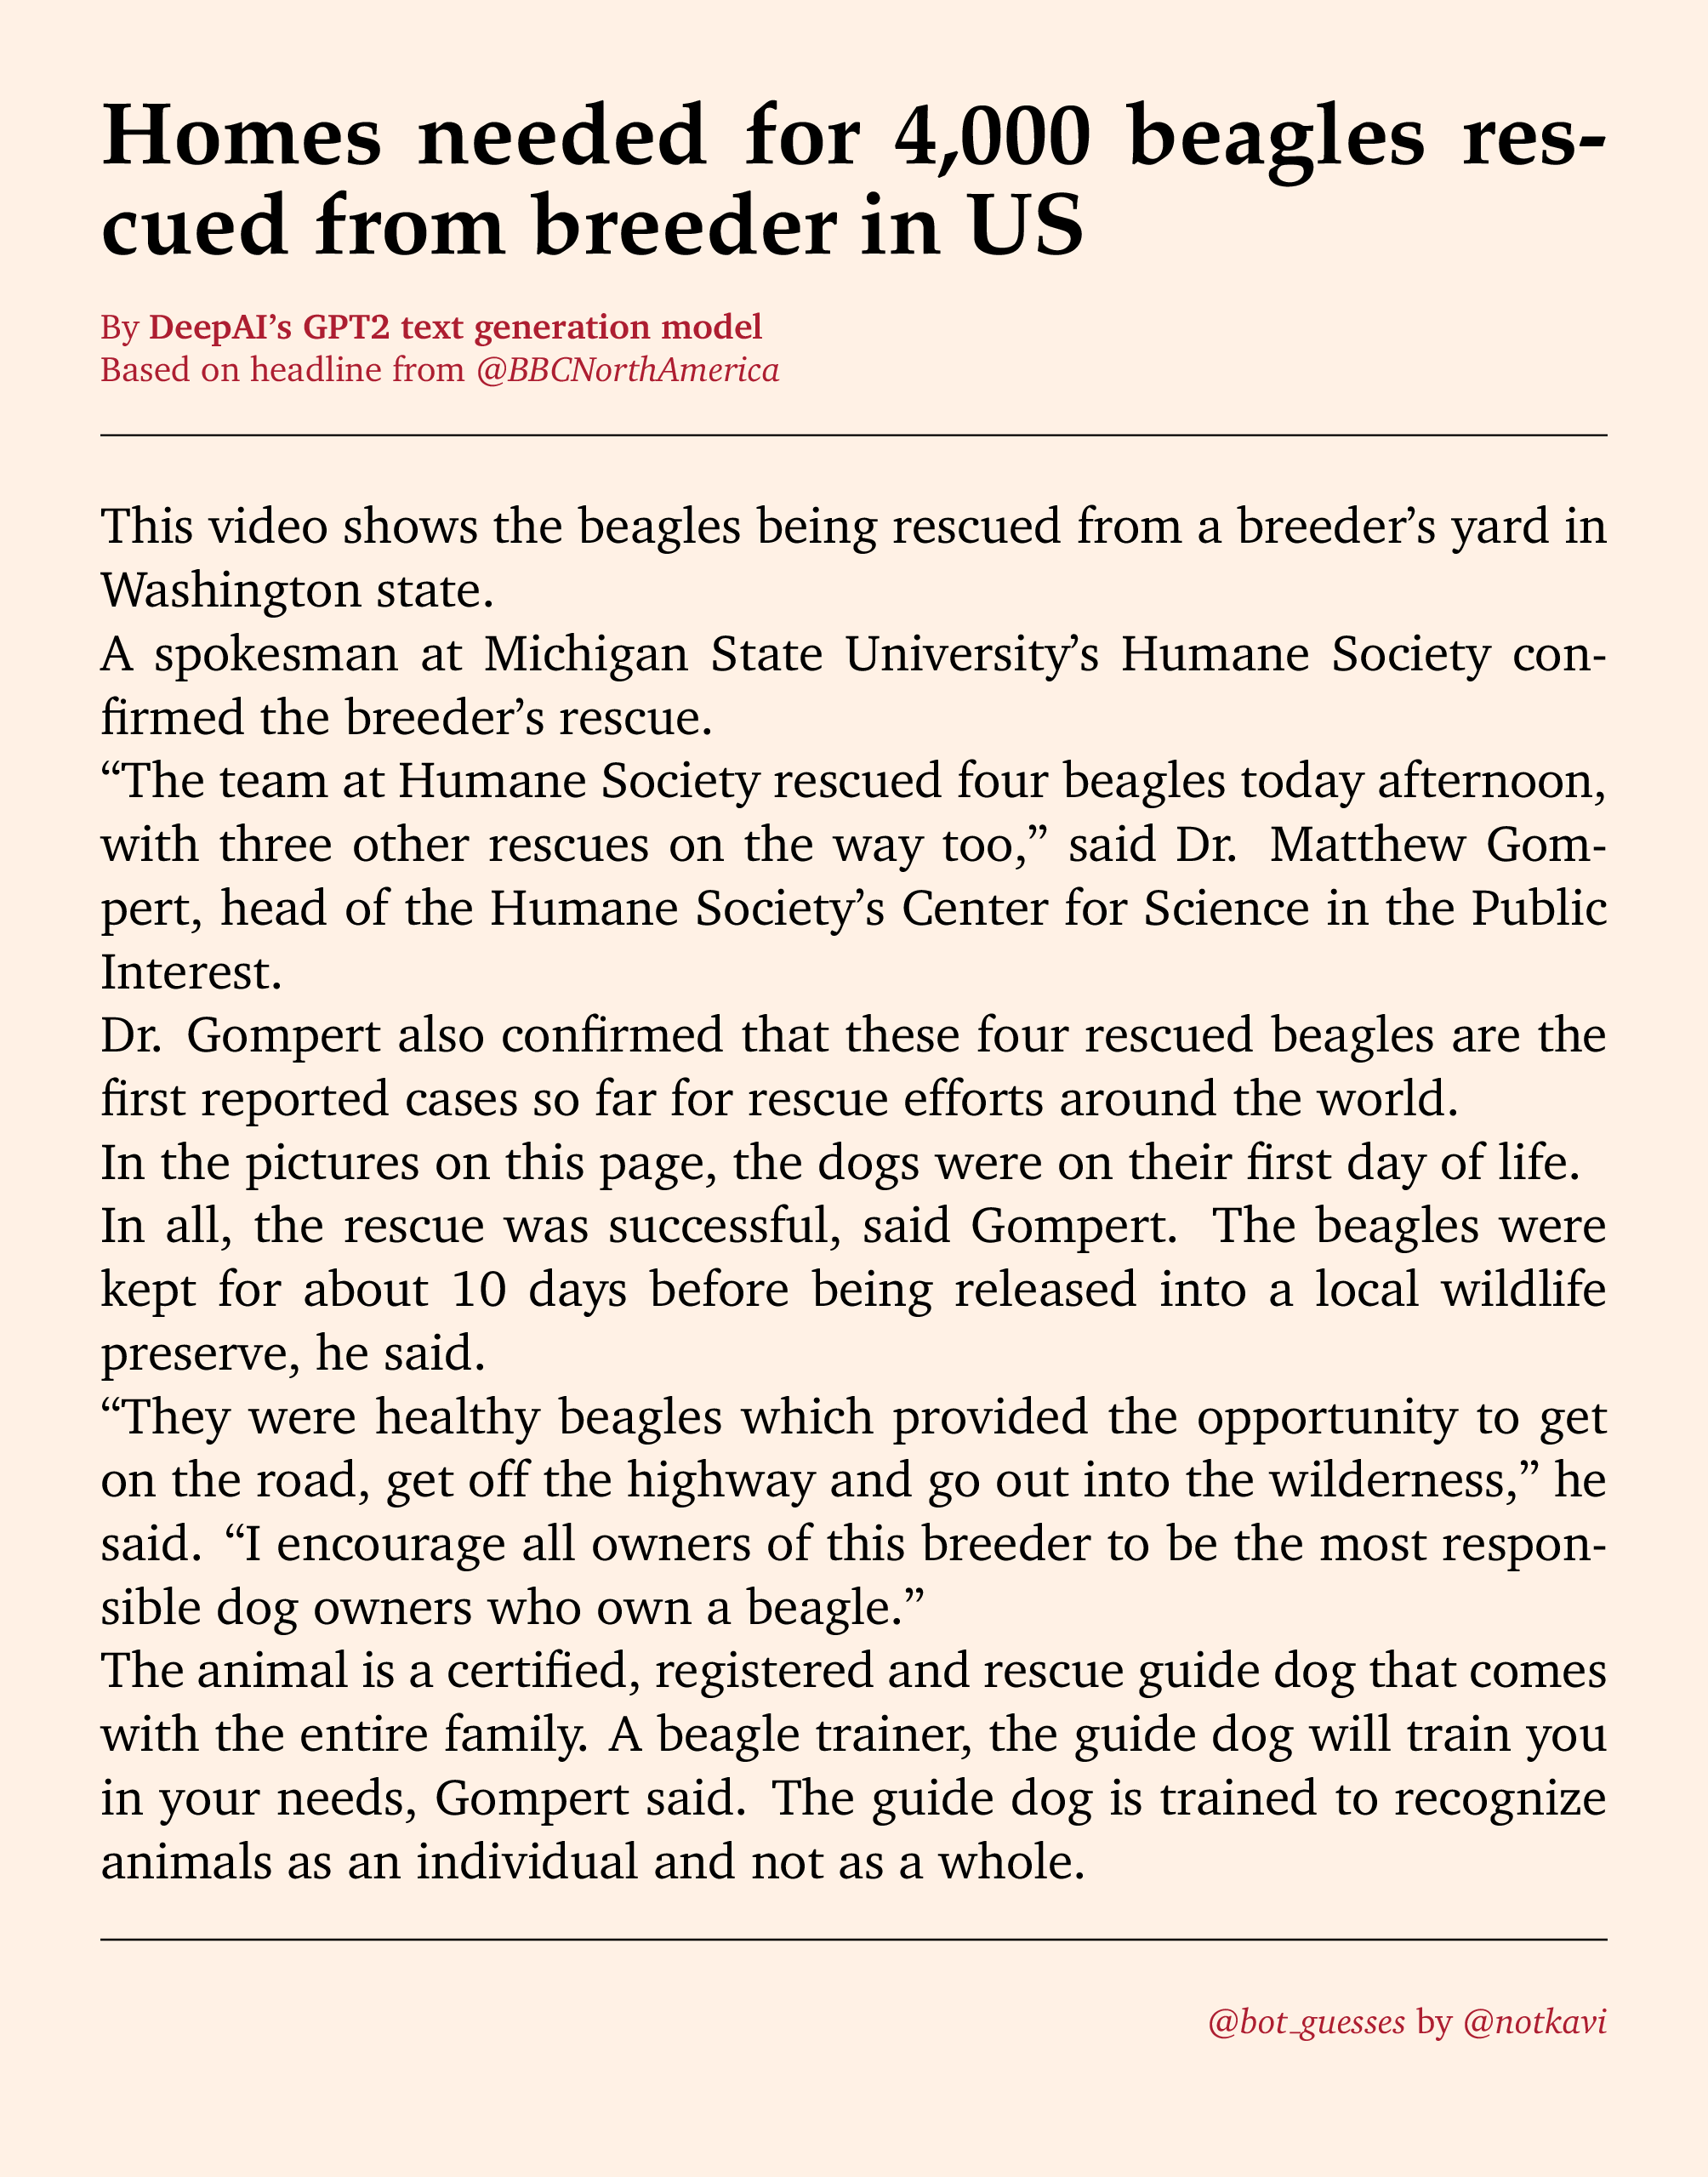 Homes needed for 4,000 beagles res-
cued from breeder in US
By DeepAI’s GPT2 text generation model
Based on headline from @BBCNorthAmerica
This video shows the beagles being rescued from a breeder’s yard in
Washington state.
A spokesman at Michigan State University’s Humane Society con-
firmed the breeder’s rescue.
“The team at Humane Society rescued four beagles today afternoon,
with three other rescues on the way too,” said Dr. Matthew Gom-
pert, head of the Humane Society’s Center for Science in the Public
Interest.
Dr. Gompert also confirmed that these four rescued beagles are the
first reported cases so far for rescue efforts around the world.
In the pictures on this page, the dogs were on their first day of life.
In all, the rescue was successful, said Gompert. The beagles were
kept for about 10 days before being released into a local wildlife
preserve, he said.
“They were healthy beagles which provided the opportunity to get
on the road, get off the highway and go out into the wilderness,” he
said. “I encourage all owners of this breeder to be the most respon-
sible dog owners who own a beagle.”
The animal is a certified, registered and rescue guide dog that comes
with the entire family. A beagle trainer, the guide dog will train you
in your needs, Gompert said. The guide dog is trained to recognize
animals as an individual and not as a whole.
@bot_guesses by @notkavi